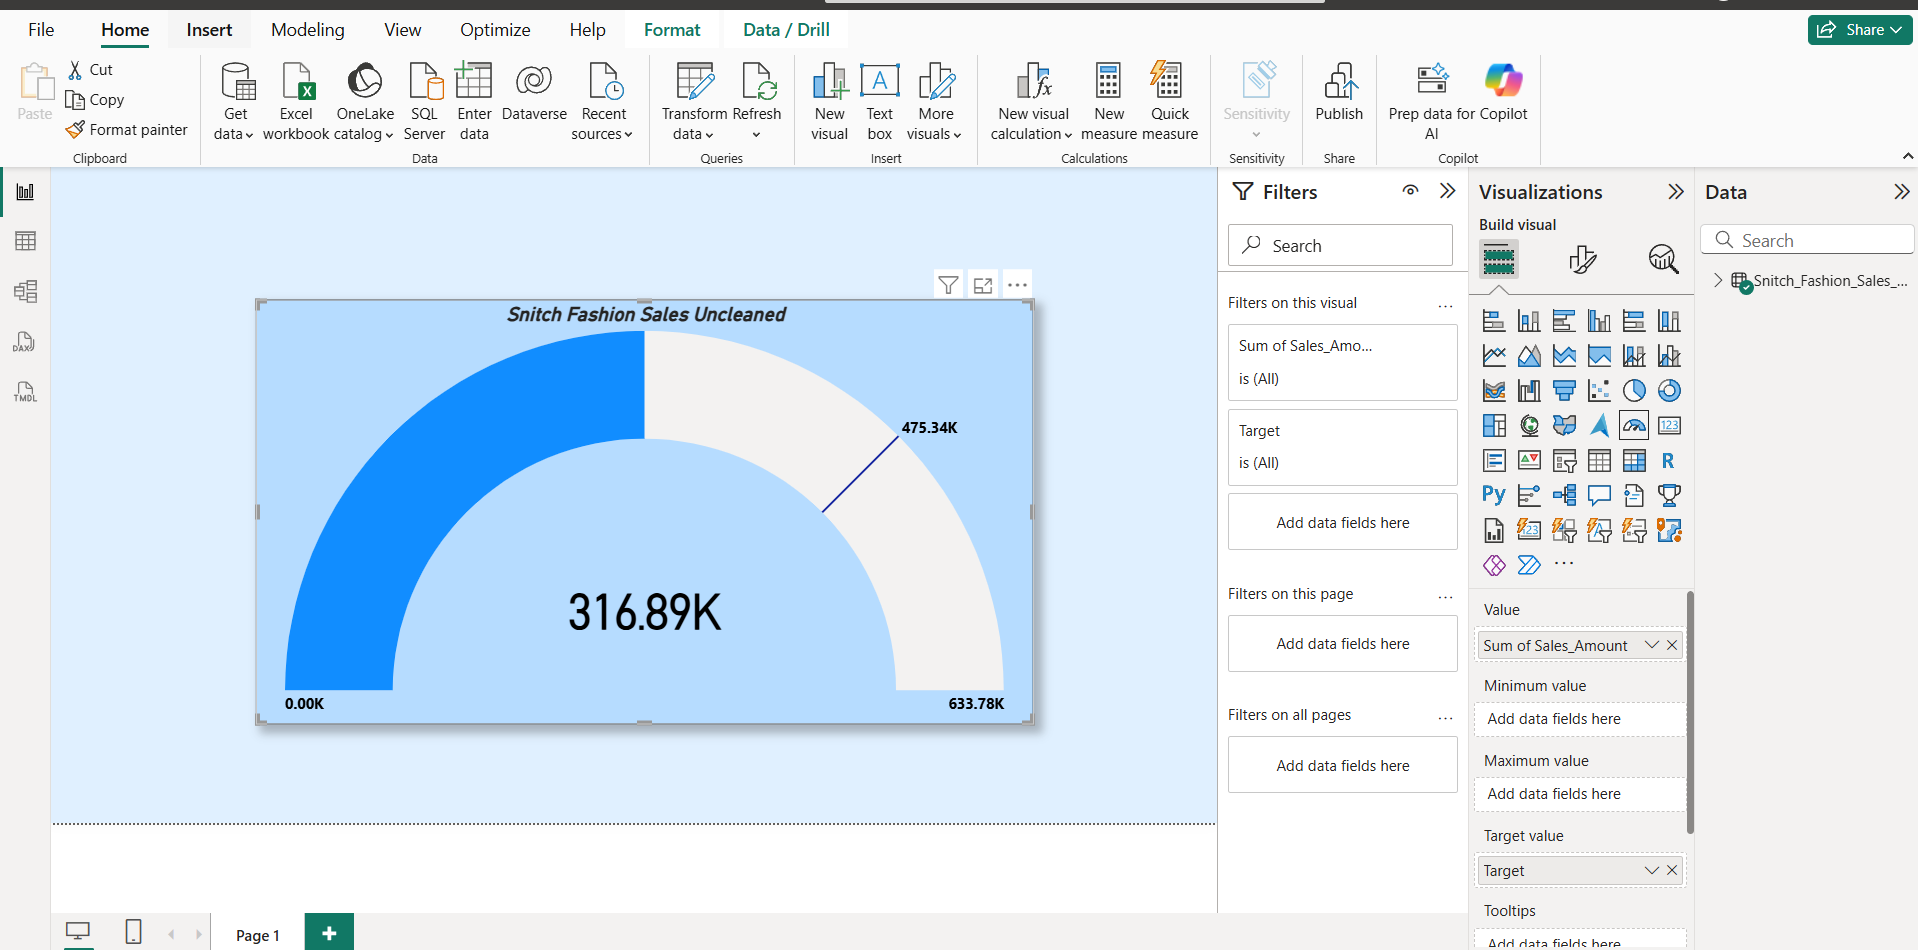 File Home Insert Modeling View Optimize Help Format Data / Drill Share
Paste
Cut
Copy
Format painter
Clipboard
Get data
Excel workbook
OneLake catalog
SQL Server
Enter data
Dataverse
Recent sources
Data
Transform data
Refresh
Queries
New visual
Text box
More visuals
Insert
New visual calculation
New measure
Quick measure
Calculations
Sensitivity
Sensitivity
Publish
Share
Prep data for AI
Copilot
Copilot
DAX
TMDL
Snitch Fashion Sales Uncleaned
475.34K
316.89K
0.00K
633.78K
Filters
Search
Filters on this visual ...
Sum of Sales_Amo...
is (All)
Target
is (All)
Add data fields here
Filters on this page ...
Add data fields here
Filters on all pages ...
Add data fields here
Visualizations
Build visual
123
R
Py
123
Value
Sum of Sales_Amount
Minimum value
Add data fields here
Maximum value
Add data fields here
Target value
Target
Tooltips
Add data fields here
Data
Search
Snitch_Fashion_Sales_...
Page 1